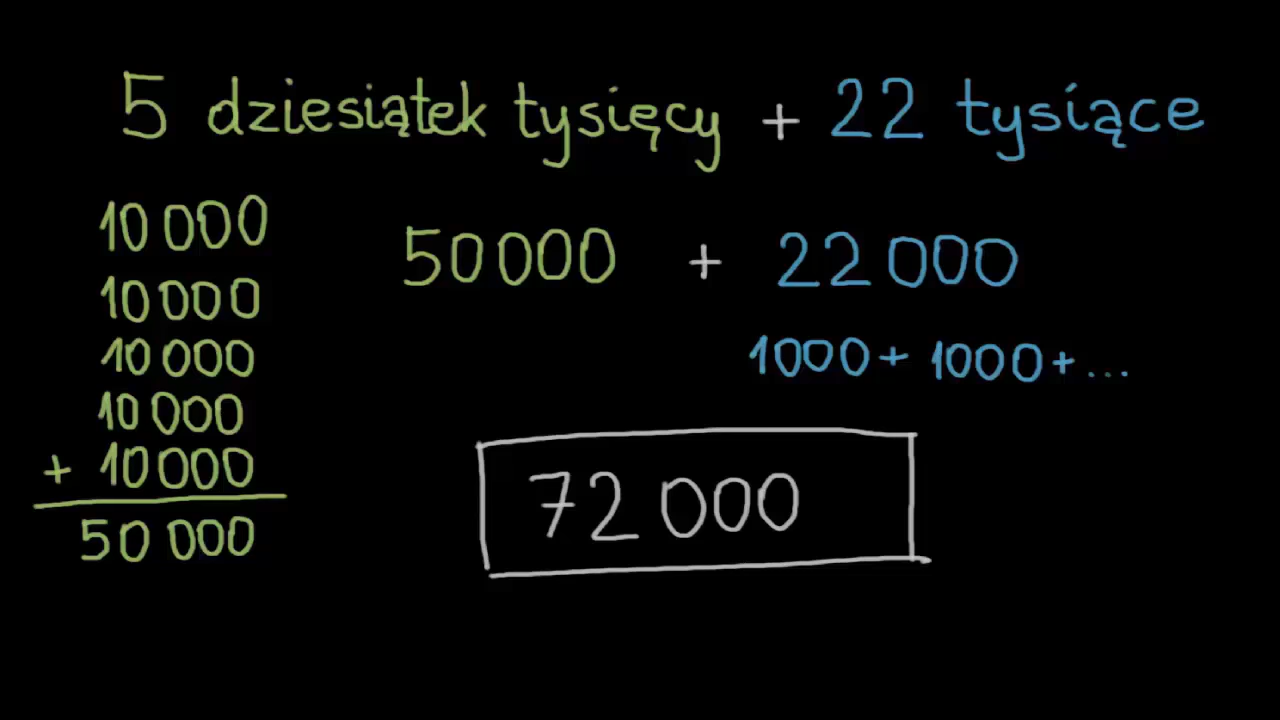 5 dziesiątek tysięcy + 22 tysiące
10 000
50 000 + 22 000
10 000
10 000
1000 + 1000 + ...
10 000
+ 10 000
72 000
50 000